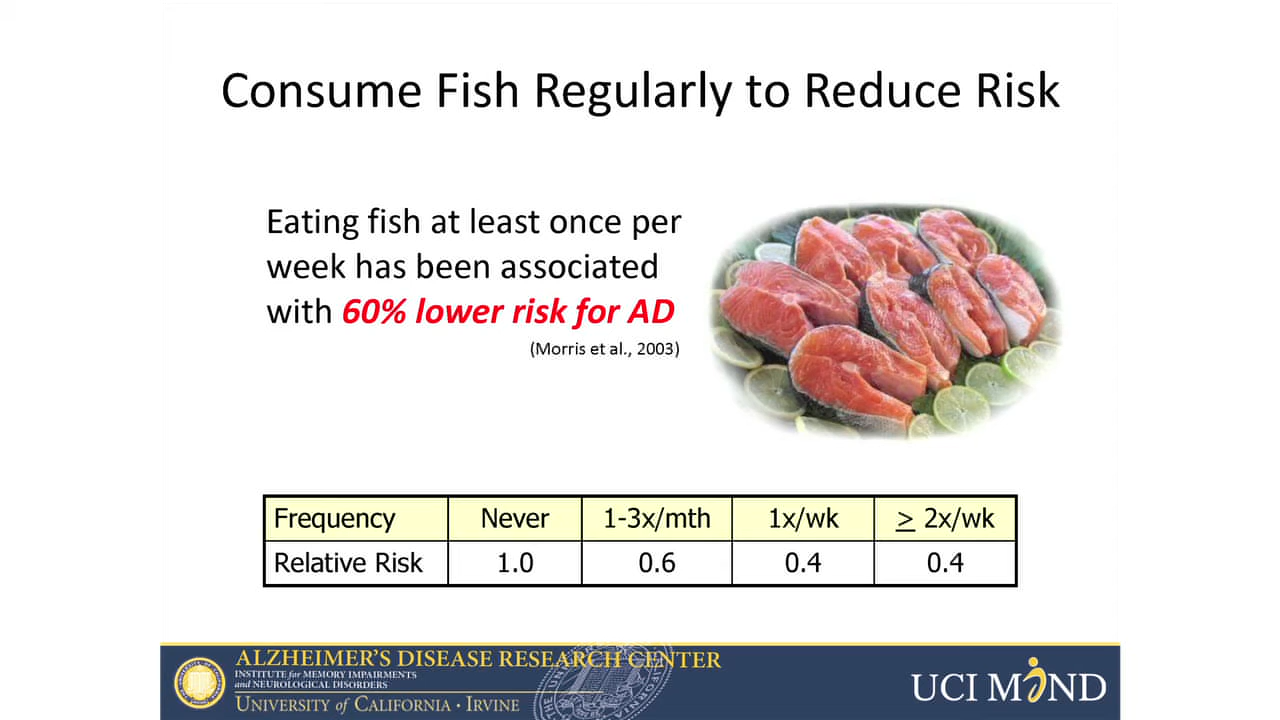 Consume Fish Regularly to Reduce Risk
Eating fish at least once per
week has been associated
with 60% lower risk for AD
(Morris et al., 2003)
Frequency Never 1-3x/mth 1x/wk ≥ 2x/wk
Relative Risk 1.0 0.6 0.4 0.4
ALZHEIMER'S DISEASE RESEARCH CENTER
INSTITUTE for MEMORY IMPAIRMENTS
and NEUROLOGICAL DISORDERS
UNIVERSITY of CALIFORNIA • IRVINE
UCI MIND